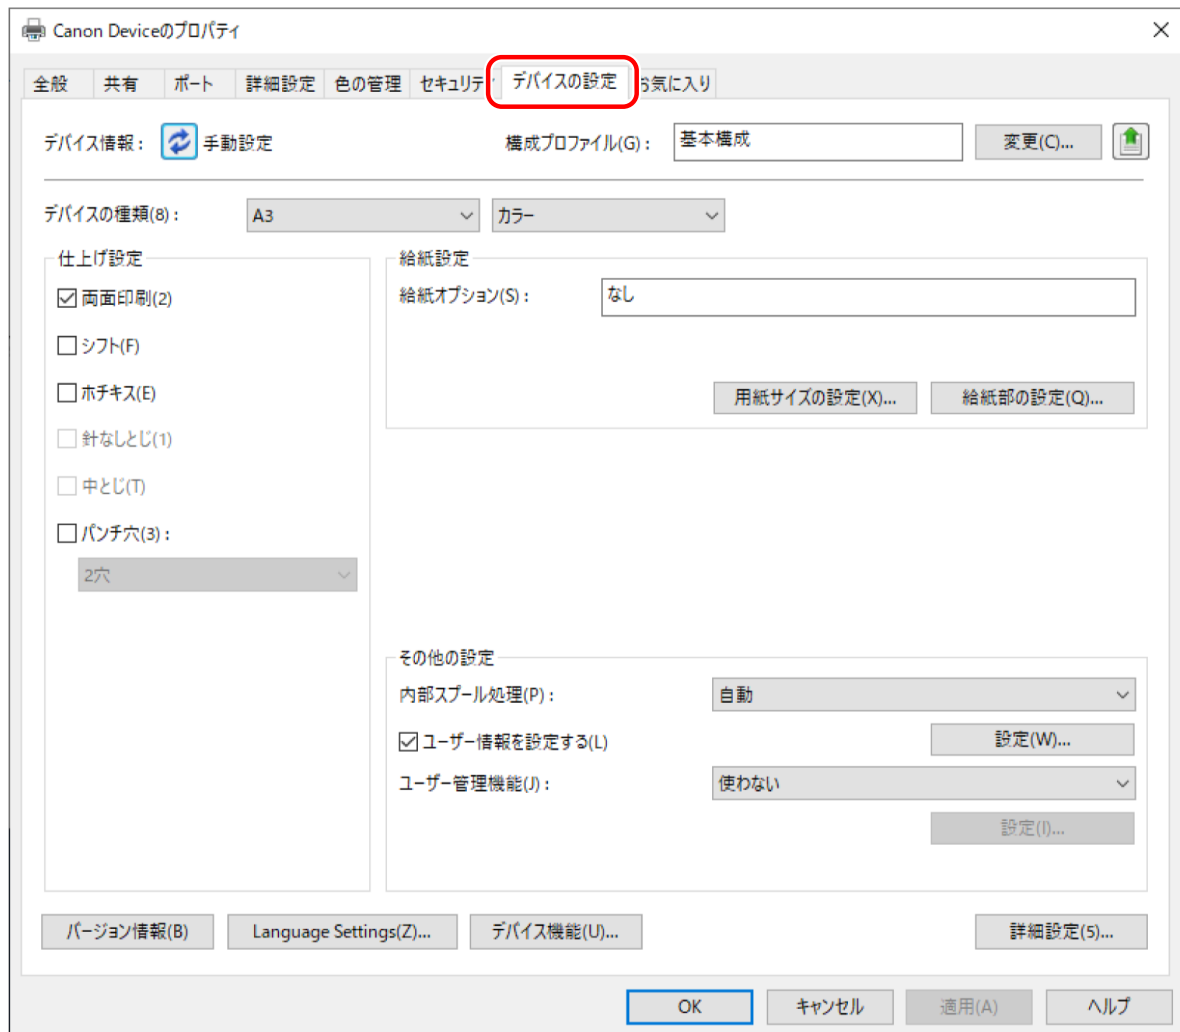 Canon Deviceのプロパティ
全般 共有 ポート 詳細設定 色の管理 セキュリティ デバイスの設定 お気に入り
デバイス情報： 手動設定 構成プロファイル(G)： 基本構成 変更(C)...
デバイスの種類(8)： A3 カラー
仕上げ設定
両面印刷(2)
シフト(F)
ホチキス(E)
針なしとじ(1)
中とじ(T)
パンチ穴(3)：
2穴
給紙設定
給紙オプション(S)： なし
用紙サイズの設定(X)... 給紙部の設定(Q)...
その他の設定
内部スプール処理(P)： 自動
ユーザー情報を設定する(L) 設定(W)...
ユーザー管理機能(J)： 使わない
設定(I)...
バージョン情報(B) Language Settings(Z)... デバイス機能(U)... 詳細設定(5)...
OK キャンセル 適用(A) ヘルプ